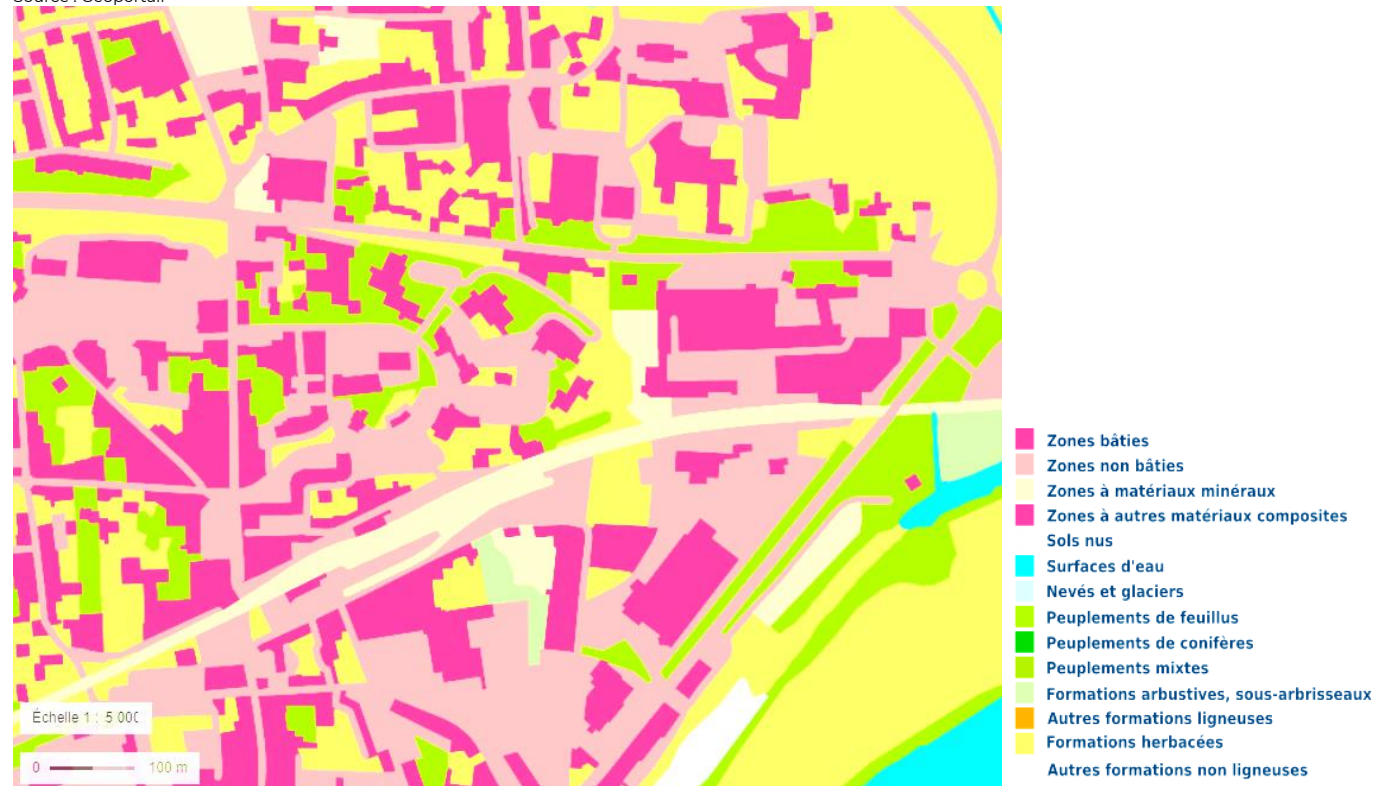 Source : Géoportail
Zones bâties
Zones non bâties
Zones à matériaux minéraux
Zones à autres matériaux composites
Sols nus
Surfaces d'eau
Nevés et glaciers
Peuplements de feuillus
Peuplements de conifères
Peuplements mixtes
Formations arbustives, sous-arbrisseaux
Autres formations ligneuses
Formations herbacées
Autres formations non ligneuses
Échelle 1 : 5 000
0 100 m